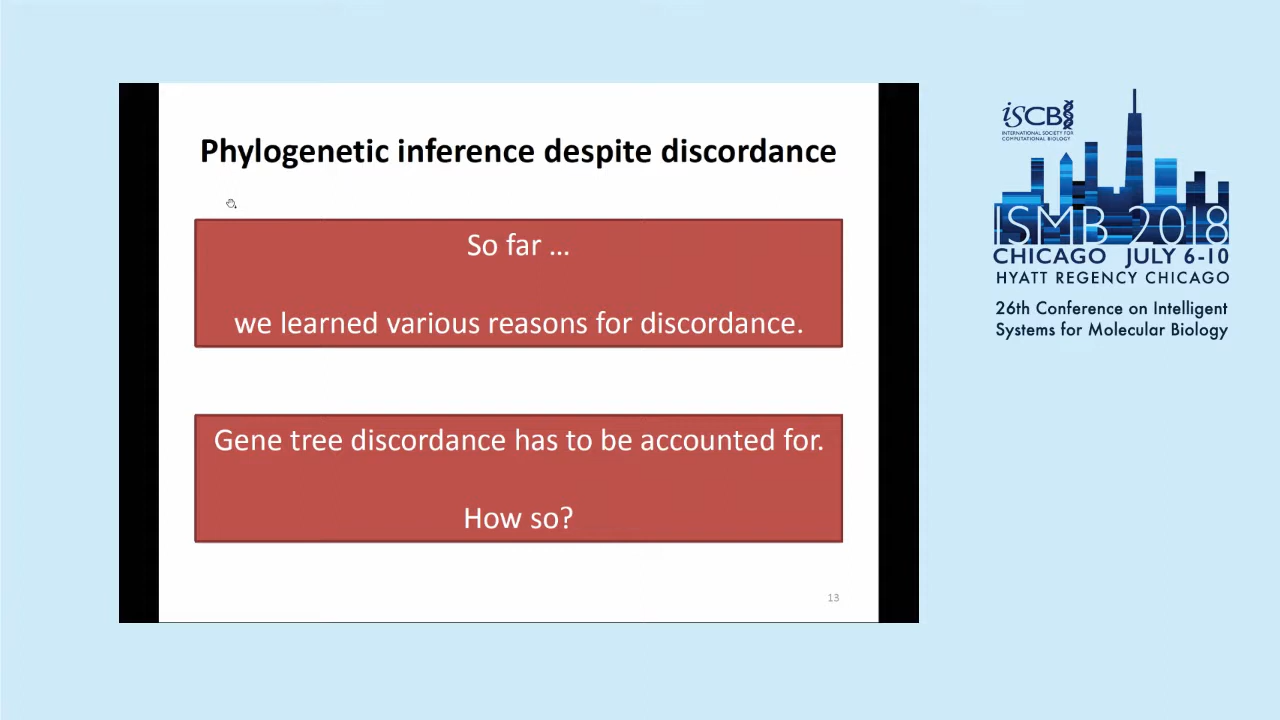 Phylogenetic inference despite discordance
So far ...
we learned various reasons for discordance.
Gene tree discordance has to be accounted for.
How so?
13
iSCB
INTERNATIONAL SOCIETY FOR
COMPUTATIONAL BIOLOGY
ISMB 2018
CHICAGO JULY 6-10
HYATT REGENCY CHICAGO
26th Conference on Intelligent
Systems for Molecular Biology